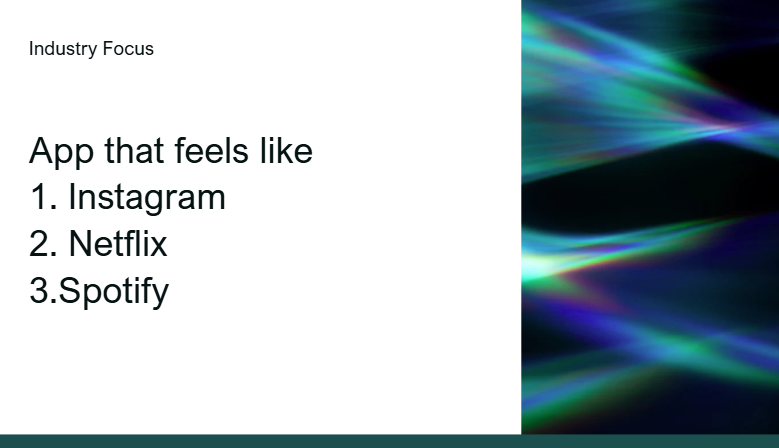 Industry Focus
App that feels like
1. Instagram
2. Netflix
3.Spotify